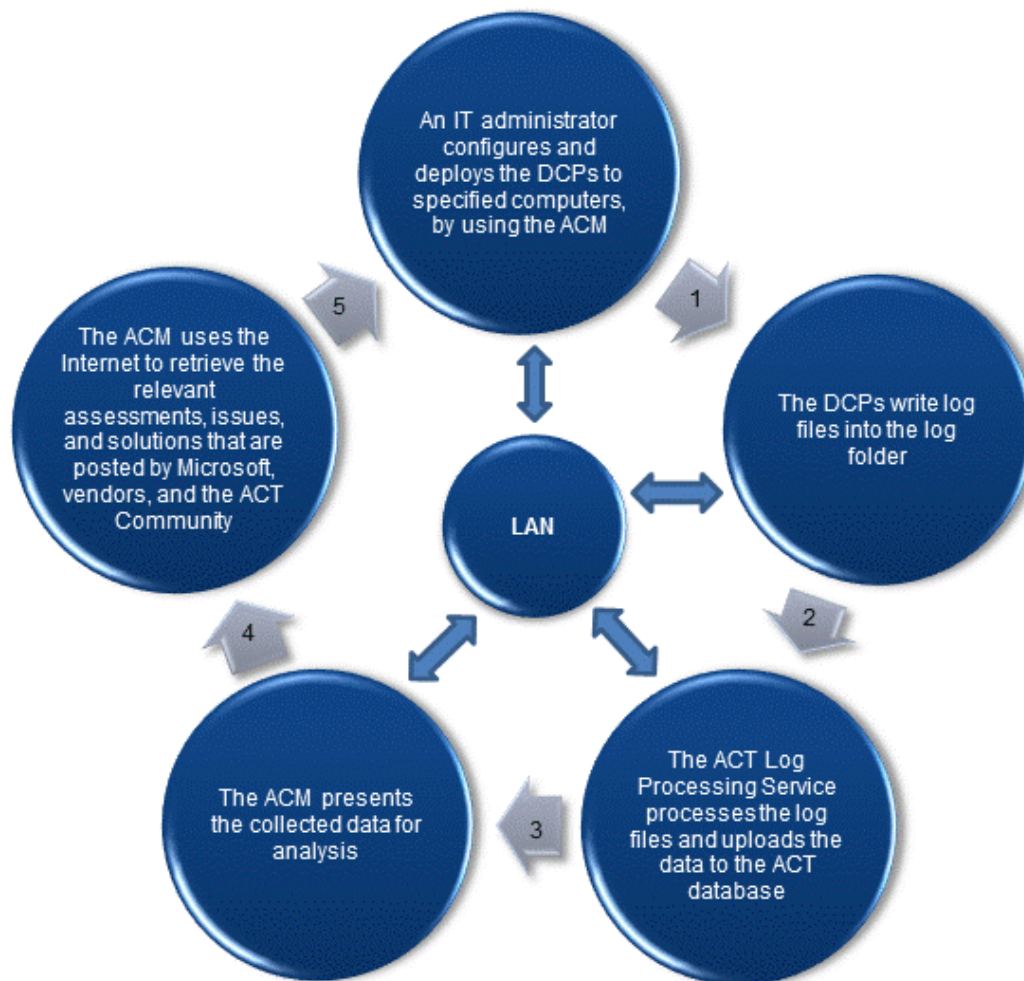 An IT administrator
configures and
deploys the DCPs to
specified computers,
by using the ACM
1
The DCPs write log
files into the log
folder
2
The ACT Log
Processing Service
processes the log
files and uploads the
data to the ACT
database
3
The ACM presents
the collected data for
analysis
4
The ACM uses the
Internet to retrieve the
relevant
assessments, issues,
and solutions that are
posted by Microsoft,
vendors, and the ACT
Community
5
LAN